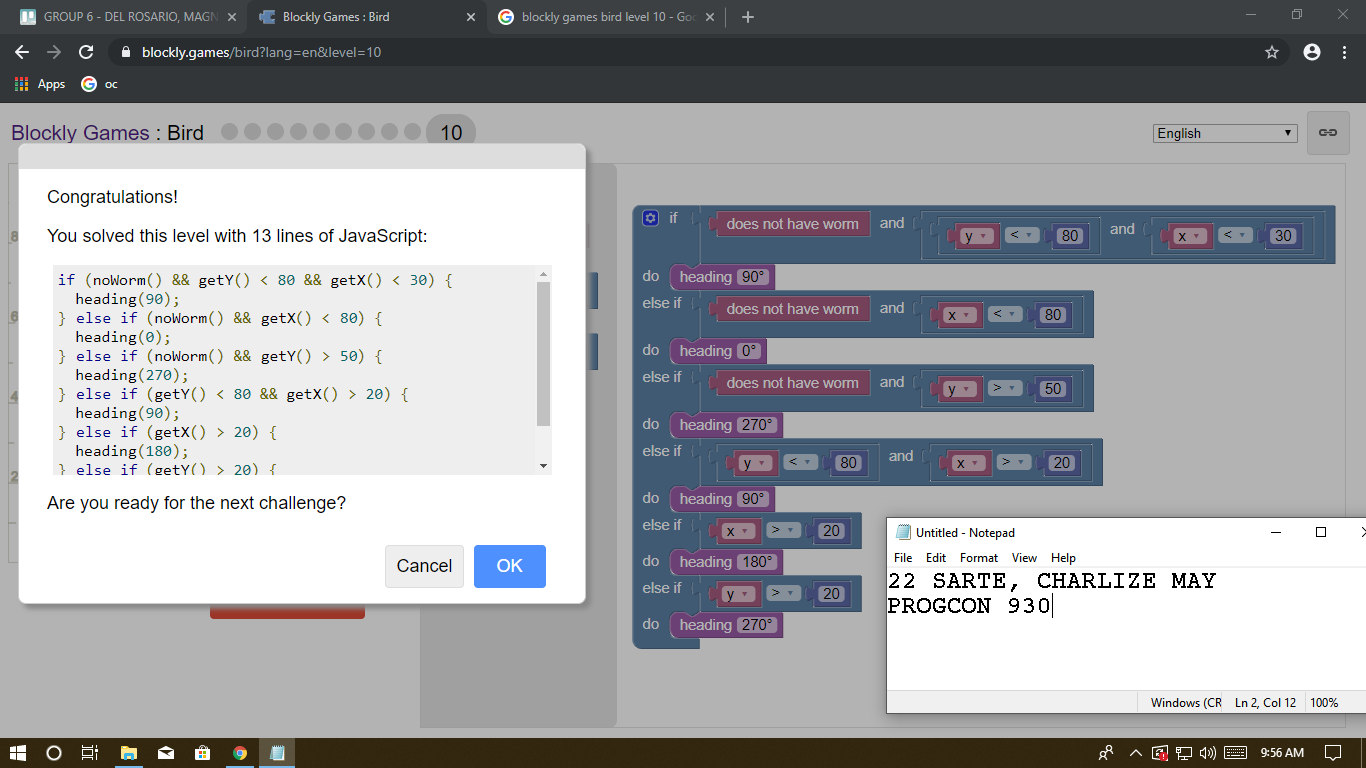 GROUP 6 - DEL ROSARIO, MAGN
Blockly Games : Bird
blockly games bird level 10 - Goo
blockly.games/bird?lang=en&level=10
Apps
oc
Blockly Games : Bird
10
English
Congratulations!
You solved this level with 13 lines of JavaScript:
if (noWorm() && getY() < 80 && getX() < 30) {
heading(90);
} else if (noWorm() && getX() < 80) {
heading(0);
} else if (noWorm() && getY() > 50) {
heading(270);
} else if (getY() < 80 && getX() > 20) {
heading(90);
} else if (getX() > 20) {
heading(180);
} else if (getY() > 20) {
Are you ready for the next challenge?
Cancel
OK
8
6
4
2
if does not have worm and y < 80 and x < 30
do heading 90°
else if does not have worm and x < 80
do heading 0°
else if does not have worm and y > 50
do heading 270°
else if y < 80 and x > 20
do heading 90°
else if x > 20
do heading 180°
else if y > 20
do heading 270°
Untitled - Notepad
File Edit Format View Help
22 SARTE, CHARLIZE MAY
PROGCON 930
Windows (CR
Ln 2, Col 12
100%
9:56 AM